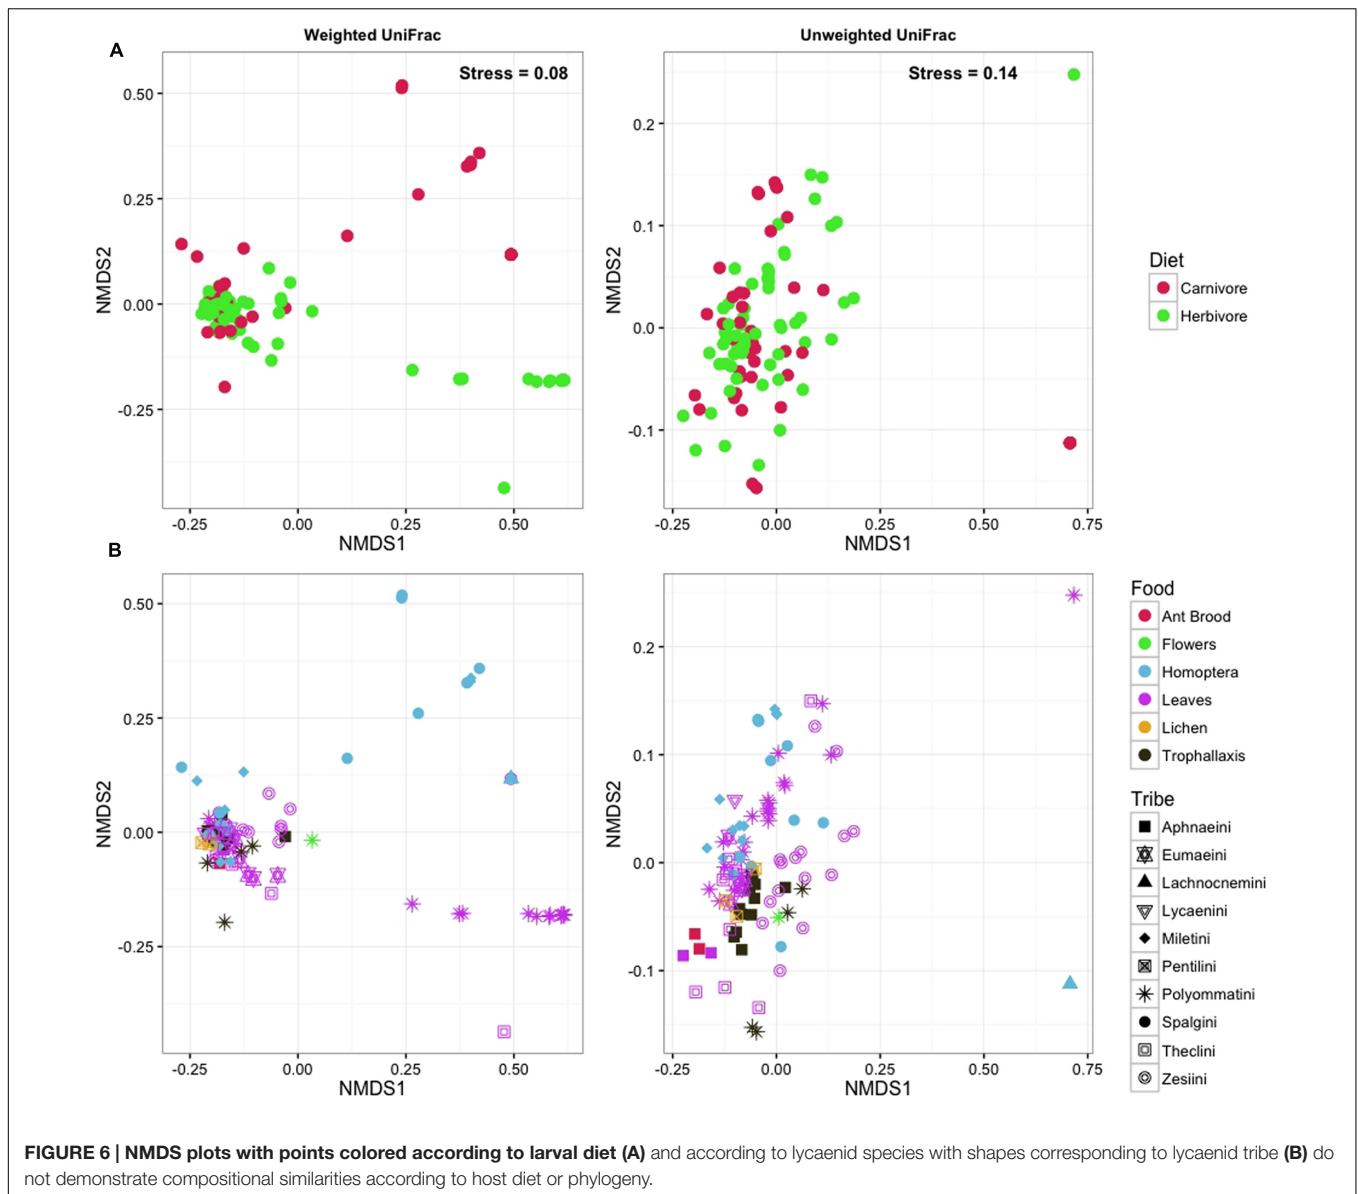 A
Weighted UniFrac
Unweighted UniFrac
Stress = 0.08
Stress = 0.14
0.50
0.25
0.00
-0.25
NMDS2
-0.25 0.00 0.25 0.50
NMDS1
0.2
0.1
0.0
-0.1
NMDS2
-0.25 0.00 0.25 0.50 0.75
NMDS1
Diet
Carnivore
Herbivore
B
0.50
0.25
0.00
-0.25
NMDS2
-0.25 0.00 0.25 0.50
NMDS1
0.2
0.1
0.0
-0.1
NMDS2
-0.25 0.00 0.25 0.50 0.75
NMDS1
Food
Ant Brood
Flowers
Homoptera
Leaves
Lichen
Trophallaxis
Tribe
Aphnaeini
Eumaeini
Lachnocnemini
Lycaenini
Miletini
Pentilini
Polyommatini
Spalgini
Theclini
Zesiini
FIGURE 6 | NMDS plots with points colored according to larval diet (A) and according to lycaenid species with shapes corresponding to lycaenid tribe (B) do
not demonstrate compositional similarities according to host diet or phylogeny.